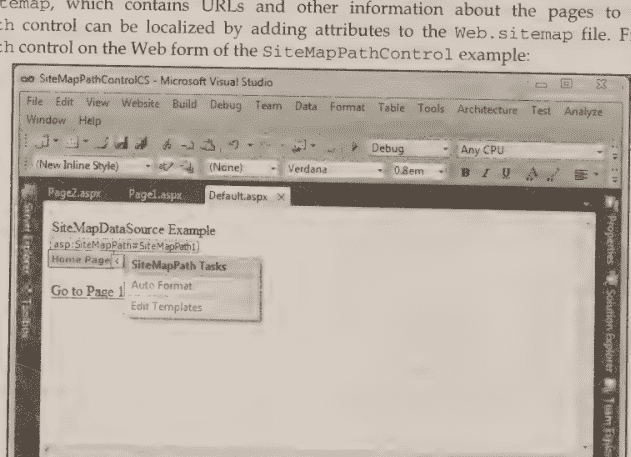 temap, which contains URLs and other information about the pages to
th control can be localized by adding attributes to the Web.sitemap file. F
th control on the Web form of the SiteMapPathControl example:
SiteMapPathControlCS - Microsoft Visual Studio
File Edit View Website Build Debug Team Data Format Table Tools Architecture Test Analyze
Window Help
Debug Any CPU
(New Inline Style) (None) Verdana 0.8em B I U A
Page2.aspx Page1.aspx Default.aspx
SiteMapDataSource Example
asp:SiteMapPath#SiteMapPath1
Home Page SiteMapPath Tasks
Auto Format
Go to Page 1
Edit Templates
Server Explorer Toolbox
Properties Solution Explorer Team Explo